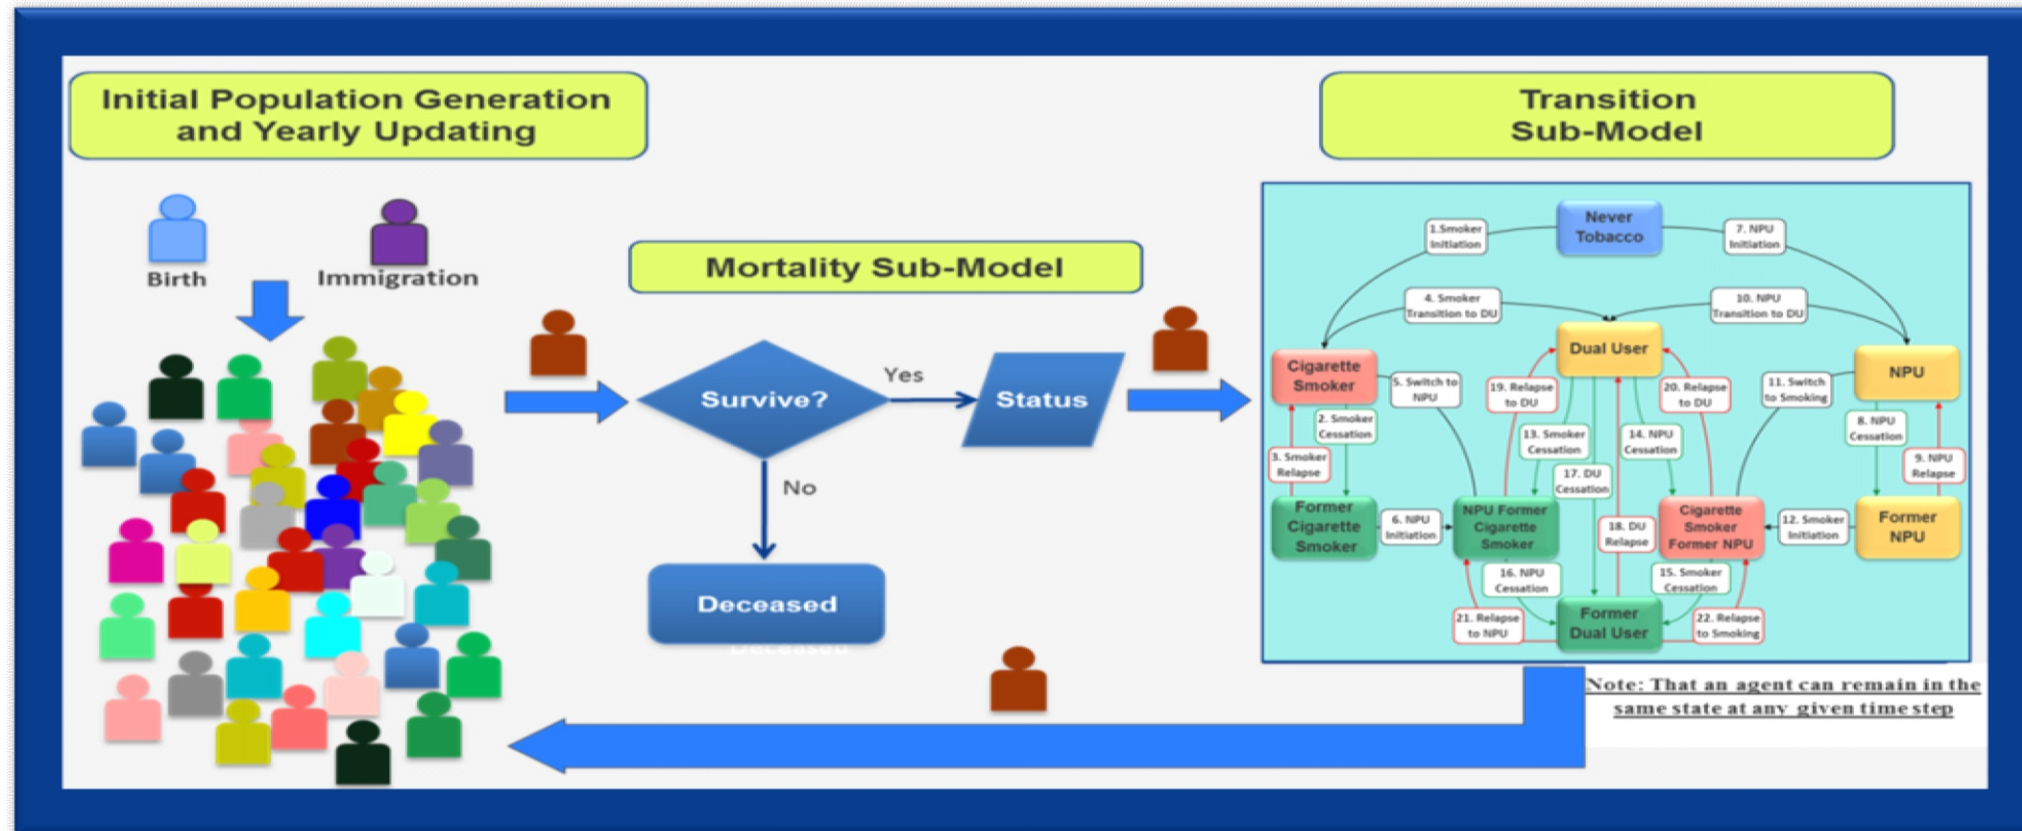 Initial Population Generation
and Yearly Updating
Birth
Immigration
Mortality Sub-Model
Survive?
Yes
Status
No
Deceased
Deceased
Transition
Sub-Model
Never
Tobacco
1.Smoker
Initiation
7. NPU
Initiation
4. Smoker
Transition to DU
10. NPU
Transition to DU
Dual User
Cigarette
Smoker
NPU
5. Switch to
NPU
19. Relapse
to DU
20. Relapse
to DU
11. Switch
to Smoking
2. Smoker
Cessation
13. Smoker
Cessation
14. NPU
Cessation
8. NPU
Cessation
3. Smoker
Relapse
17. DU
Cessation
9. NPU
Relapse
Former
Cigarette
Smoker
6. NPU
Initiation
NPU Former
Cigarette
Smoker
18. DU
Relapse
Cigarette
Smoker
Former NPU
12. Smoker
Initiation
Former
NPU
16. NPU
Cessation
15. Smoker
Cessation
21. Relapse
to NPU
Former
Dual User
22. Relapse
to Smoking
Note: That an agent can remain in the
same state at any given time step